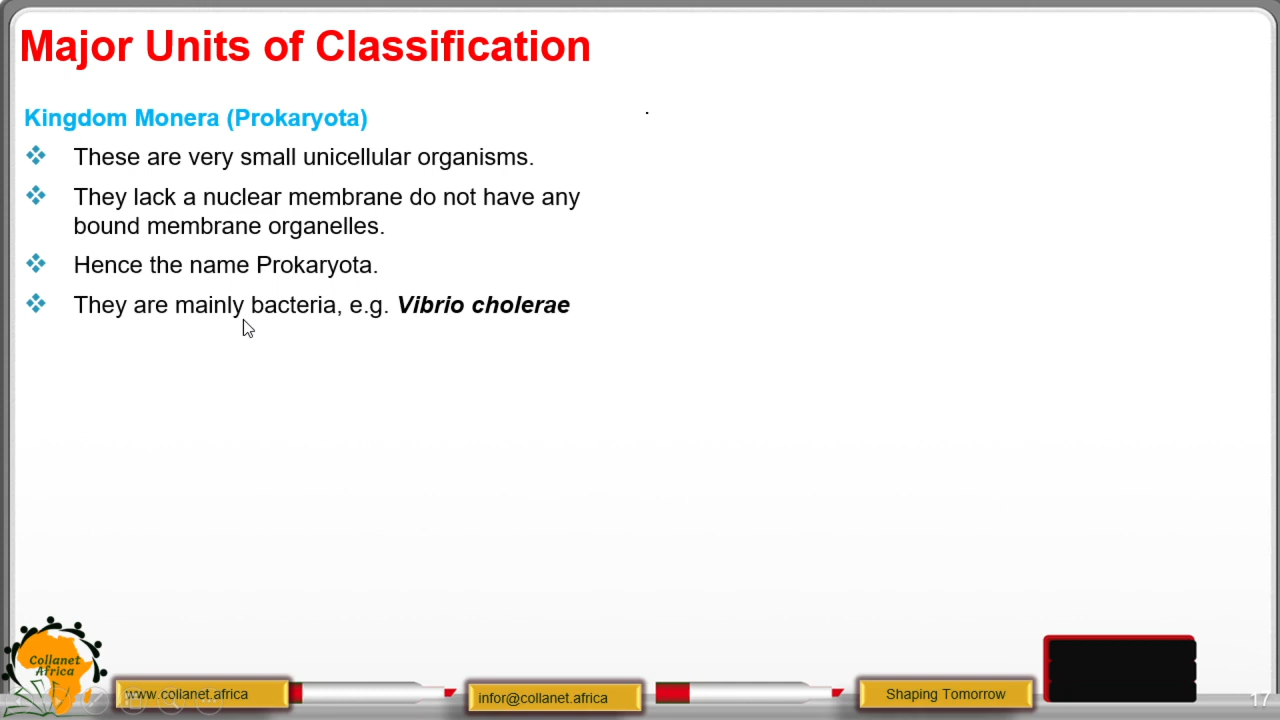 Major Units of Classification
Kingdom Monera (Prokaryota)
These are very small unicellular organisms.
They lack a nuclear membrane do not have any
bound membrane organelles.
Hence the name Prokaryota.
They are mainly bacteria, e.g. Vibrio cholerae
Collanet
Africa
www.collanet.africa
infor@collanet.africa
Shaping Tomorrow
17